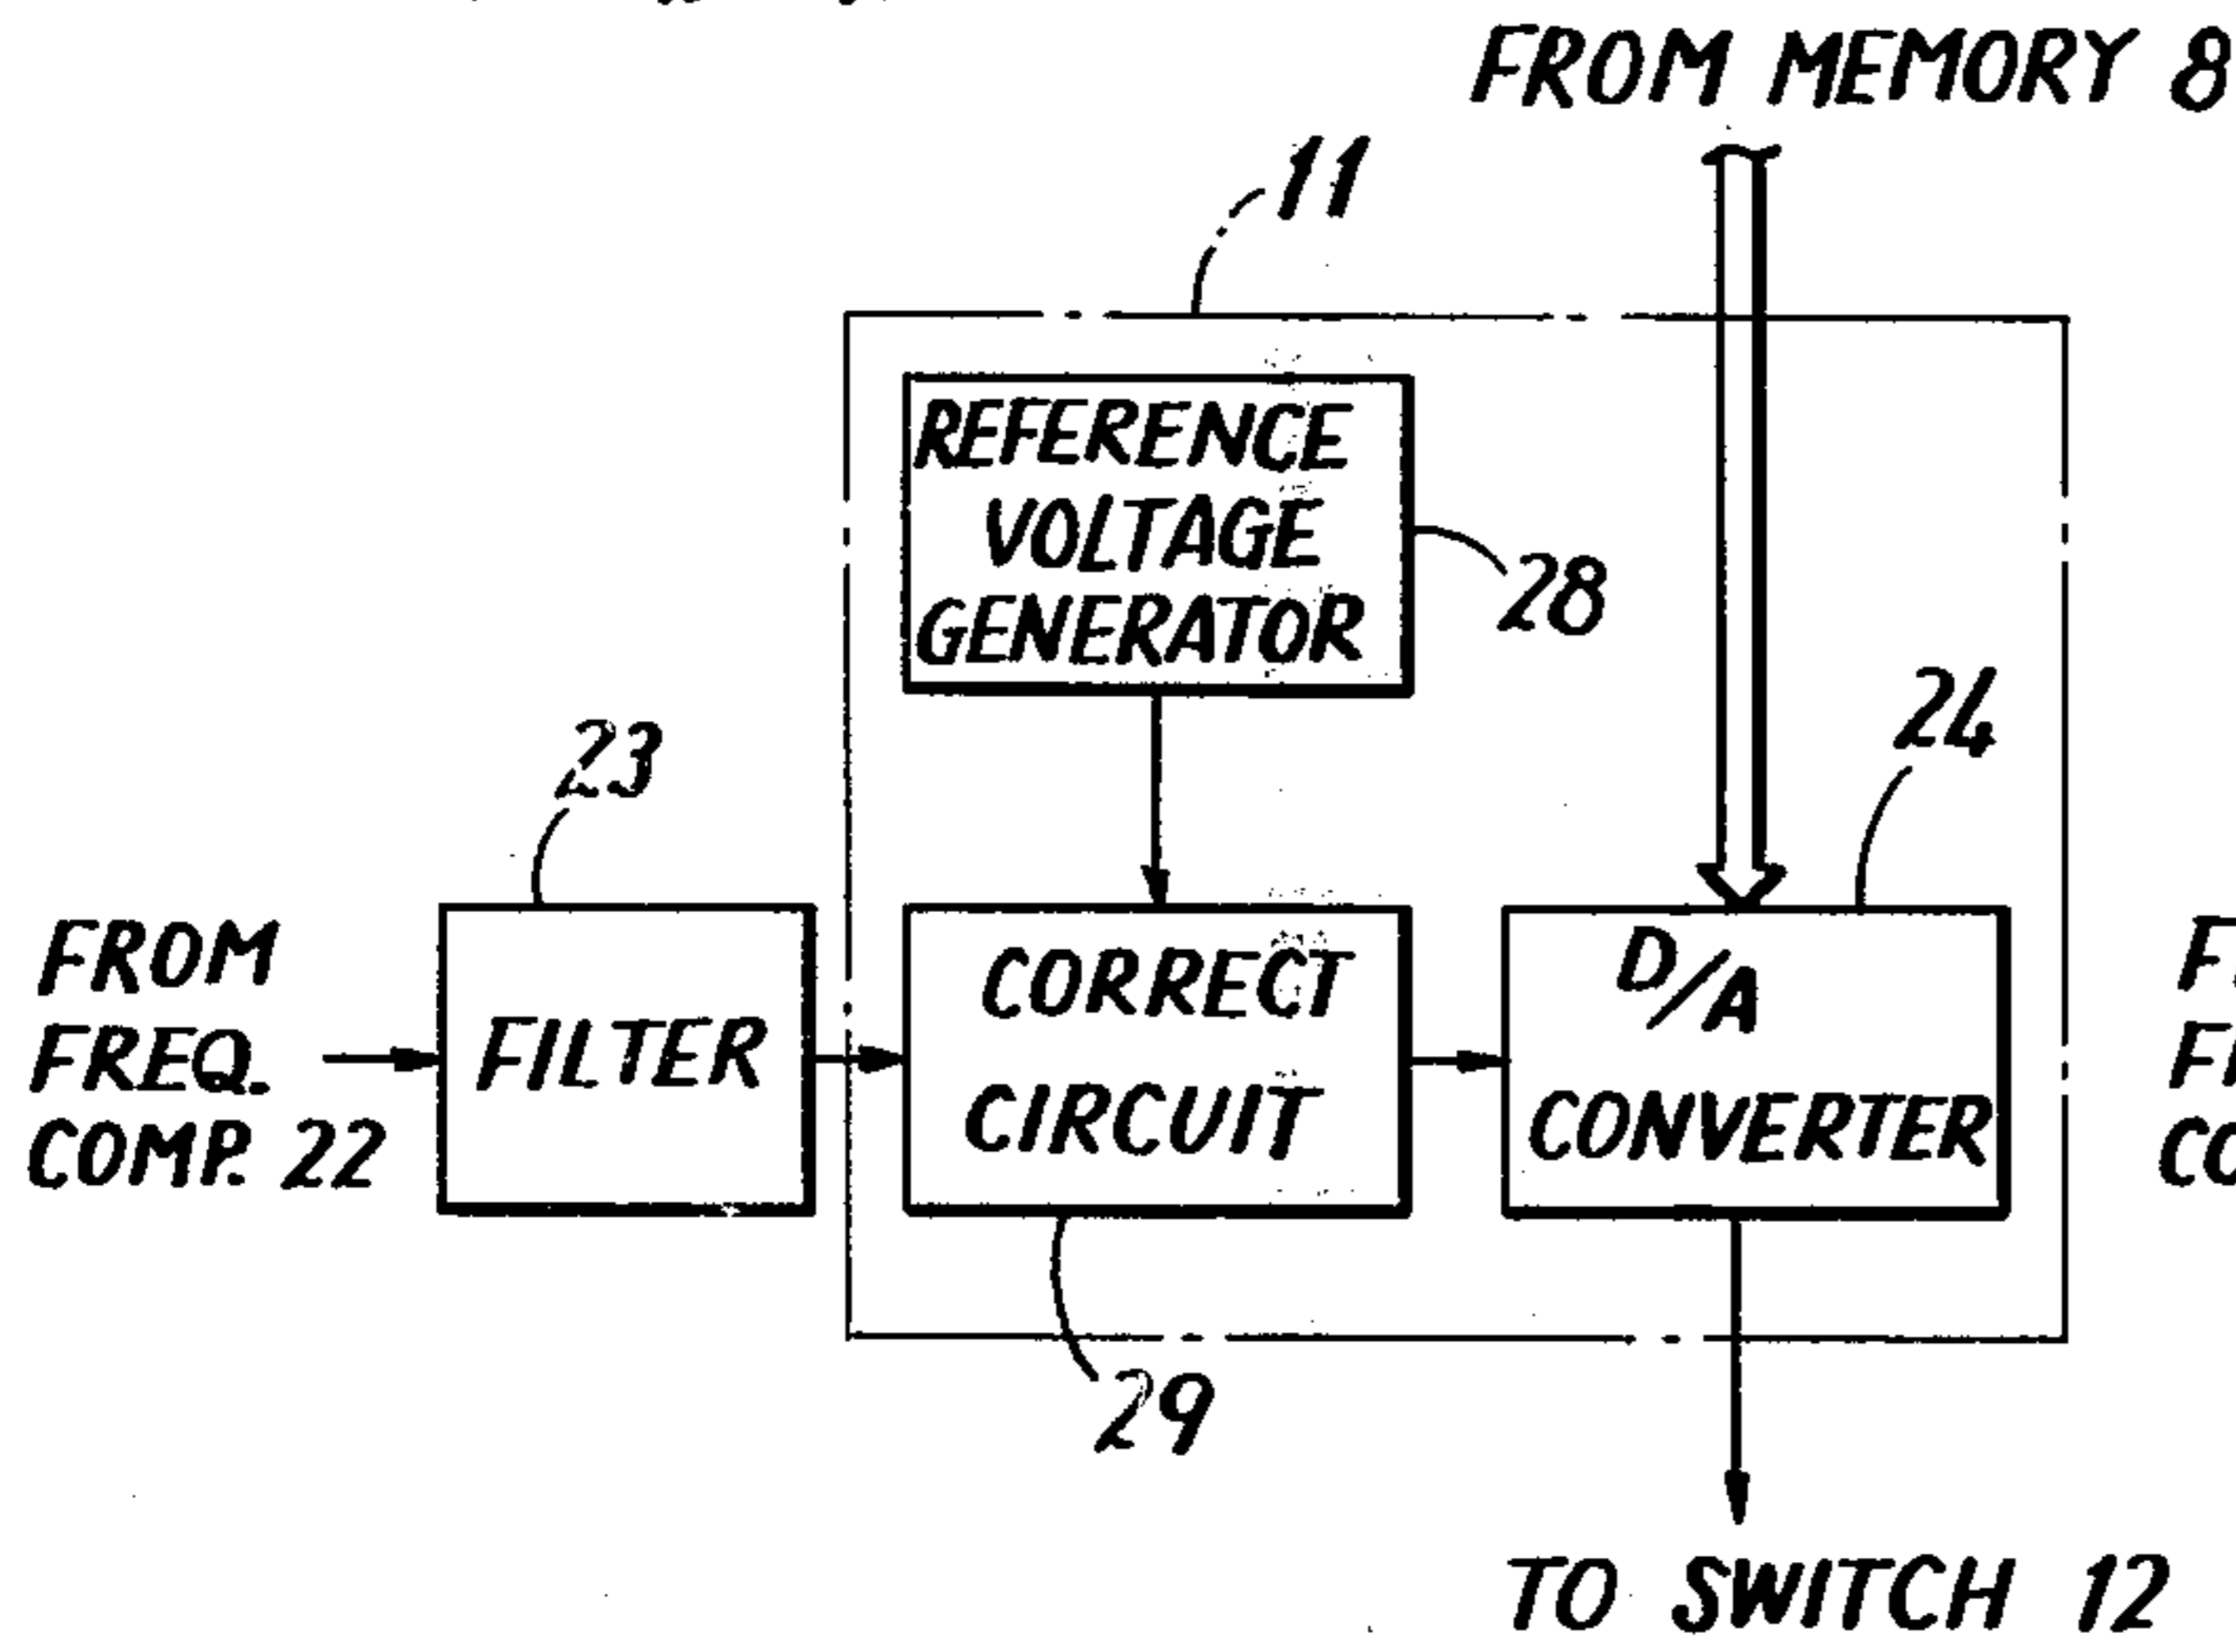 FROM MEMORY 8
11
REFERENCE
VOLTAGE
GENERATOR
28
24
23
FROM
FREQ.
COMP. 22
FILTER
CORRECT
CIRCUIT
D/A
CONVERTER
29
TO SWITCH 12